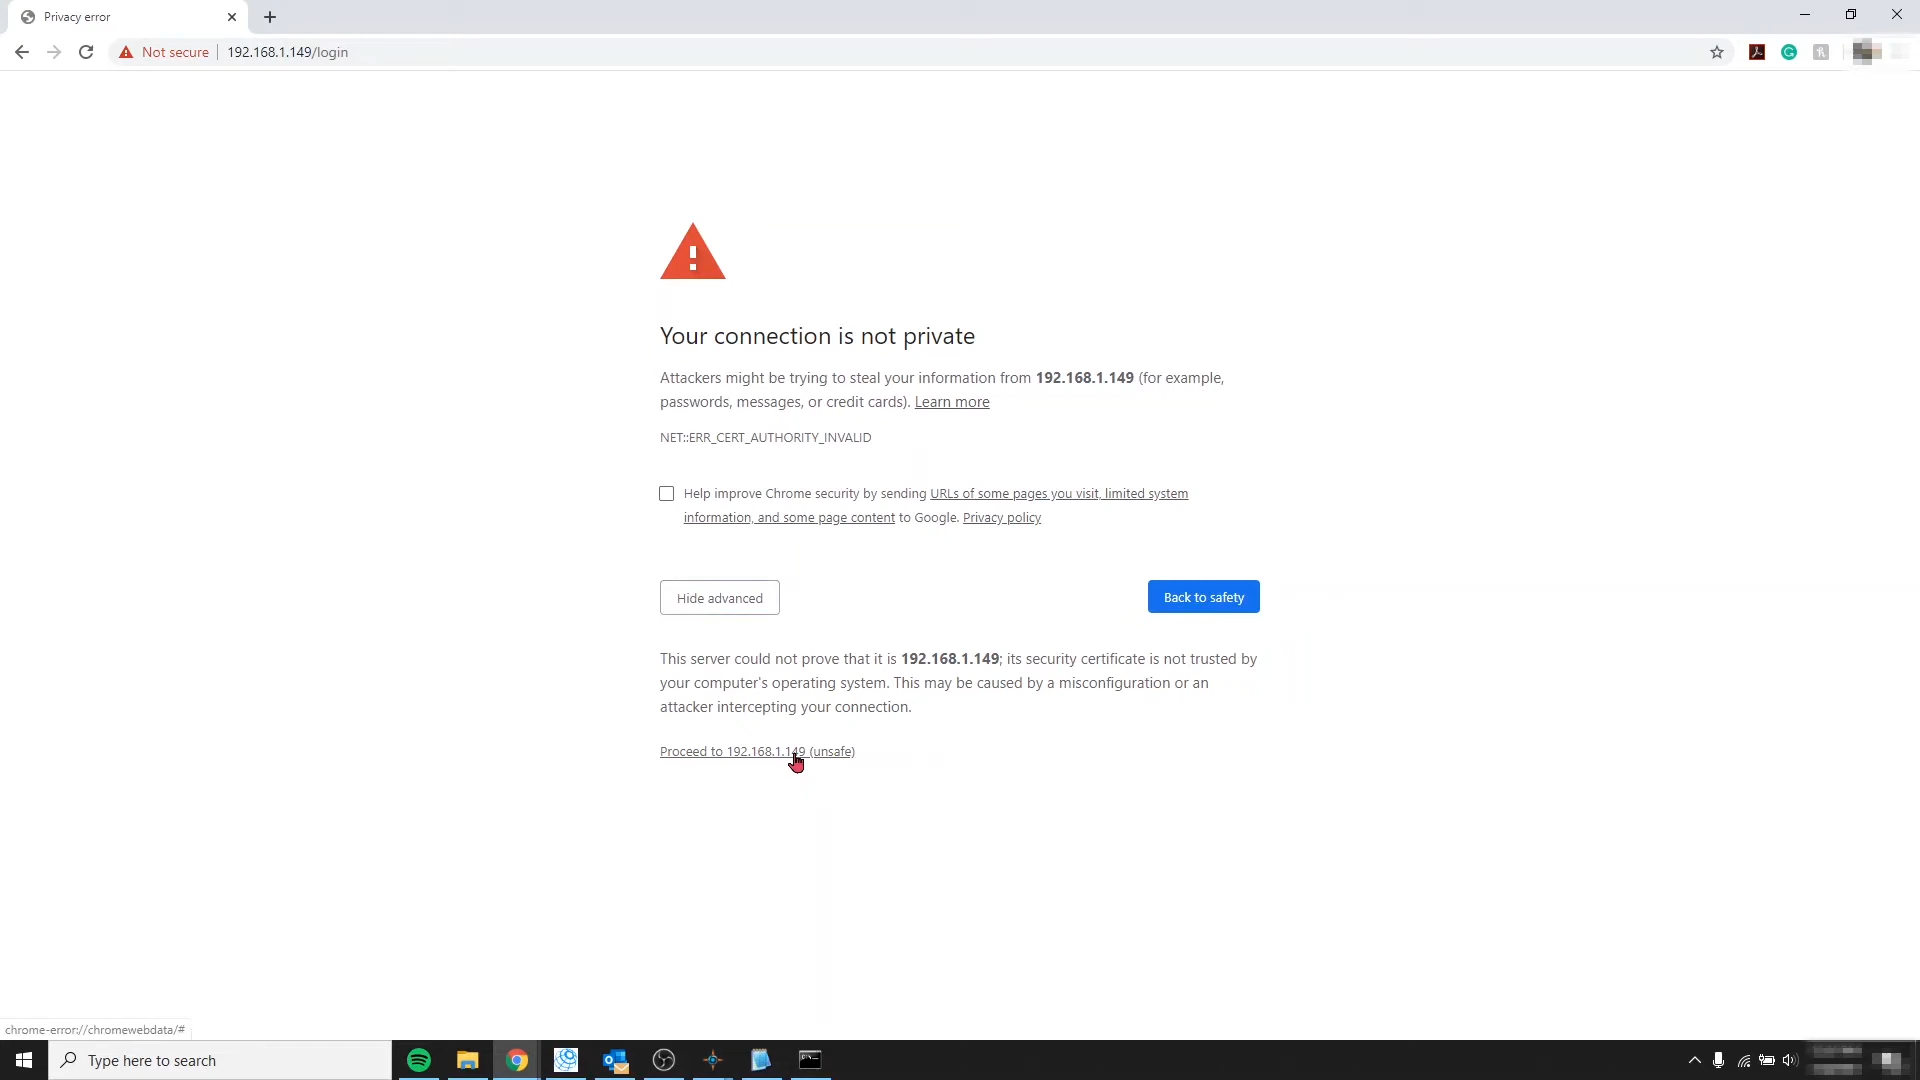 Privacy error
Not secure
192.168.1.149/login
Your connection is not private
Attackers might be trying to steal your information from 192.168.1.149 (for example,
passwords, messages, or credit cards). Learn more
NET::ERR_CERT_AUTHORITY_INVALID
Help improve Chrome security by sending URLs of some pages you visit, limited system
information, and some page content to Google. Privacy policy
Hide advanced
Back to safety
This server could not prove that it is 192.168.1.149; its security certificate is not trusted by
your computer's operating system. This may be caused by a misconfiguration or an
attacker intercepting your connection.
Proceed to 192.168.1.149 (unsafe)
chrome-error://chromewebdata/#
Type here to search